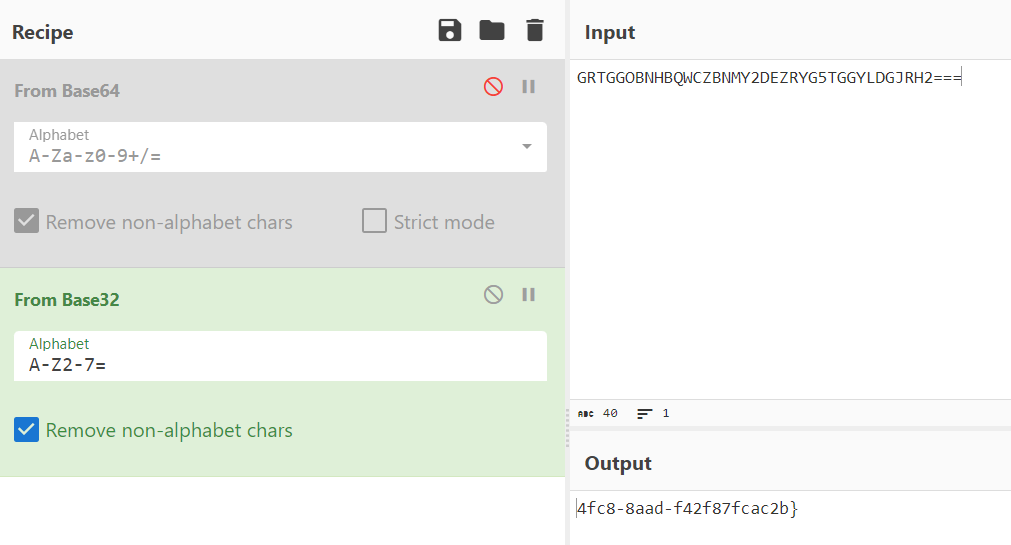 Recipe
From Base64
Alphabet
A-Za-z0-9+/=
Remove non-alphabet chars
Strict mode
From Base32
Alphabet
A-Z2-7=
Remove non-alphabet chars
Input
GRTGGOBNHBQWCZBNMY2DEZRYG5TGGYLDGJRH2===
ABC 40 1
Output
4fc8-8aad-f42f87fcac2b}